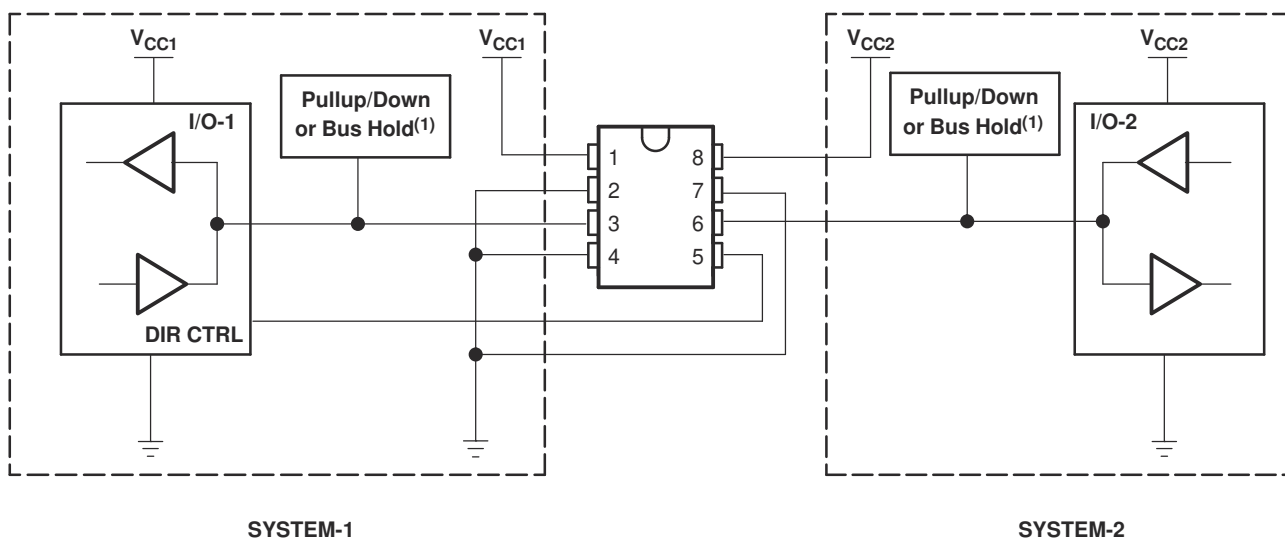 VCC1
VCC1
Pullup/Down
or Bus Hold(1)
I/O-1
DIR CTRL
1
2
3
4
8
7
6
5
VCC2
VCC2
Pullup/Down
or Bus Hold(1)
I/O-2
SYSTEM-1
SYSTEM-2